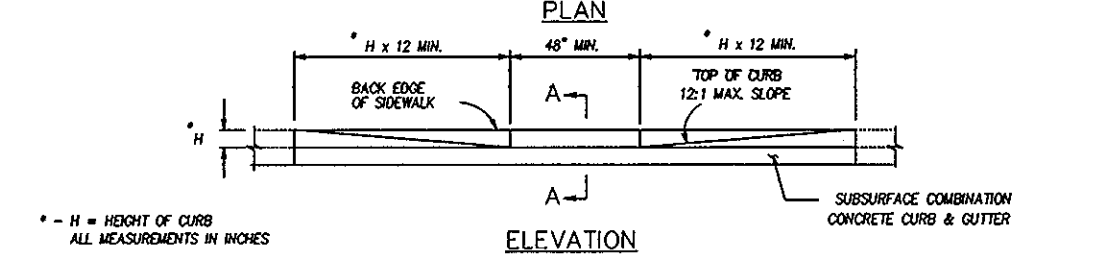 PLAN
* H x 12 MIN.
48" MIN.
* H x 12 MIN.
BACK EDGE
OF SIDEWALK
A
TOP OF CURB
12:1 MAX. SLOPE
* H
A
SUBSURFACE COMBINATION
CONCRETE CURB & GUTTER
* - H = HEIGHT OF CURB
ALL MEASUREMENTS IN INCHES
ELEVATION